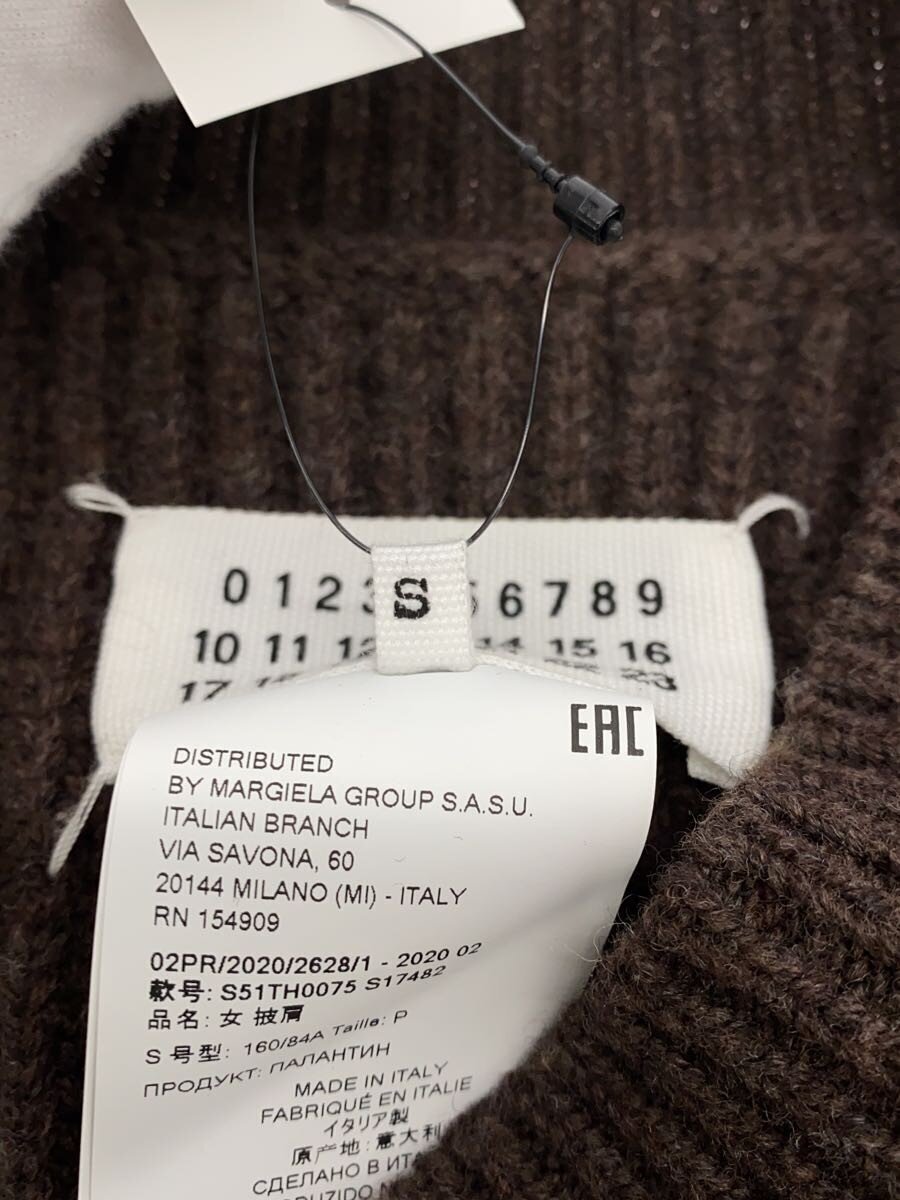 0 1 2 3 S 6 7 8 9
10 11 12 14 15 16
17 23
EAC
DISTRIBUTED
BY MARGIELA GROUP S.A.S.U.
ITALIAN BRANCH
VIA SAVONA, 60
20144 MILANO (MI) - ITALY
RN 154909
02PR/2020/2628/1 - 2020 02
款号: S51TH0075 S17482
品名: 女 披肩
S 号型: 160/84A Taille: P
ПРОДУКТ: ПАЛАНТИН
MADE IN ITALY
FABRIQUÉ EN ITALIE
イタリア製
原产地: 意大利
СДЕЛАНО В